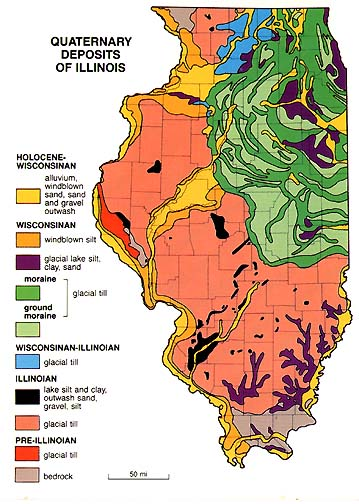 QUATERNARY
DEPOSITS
OF ILLINOIS
HOLOCENE-
WISCONSINAN
alluvium,
windblown
sand, sand
and gravel
outwash
WISCONSINAN
windblown silt
glacial lake silt,
clay, sand
moraine
glacial till
ground
moraine
WISCONSINAN-ILLINOIAN
glacial till
ILLINOIAN
lake silt and clay,
outwash sand,
gravel, silt
glacial till
PRE-ILLINOIAN
glacial till
bedrock
50 mi